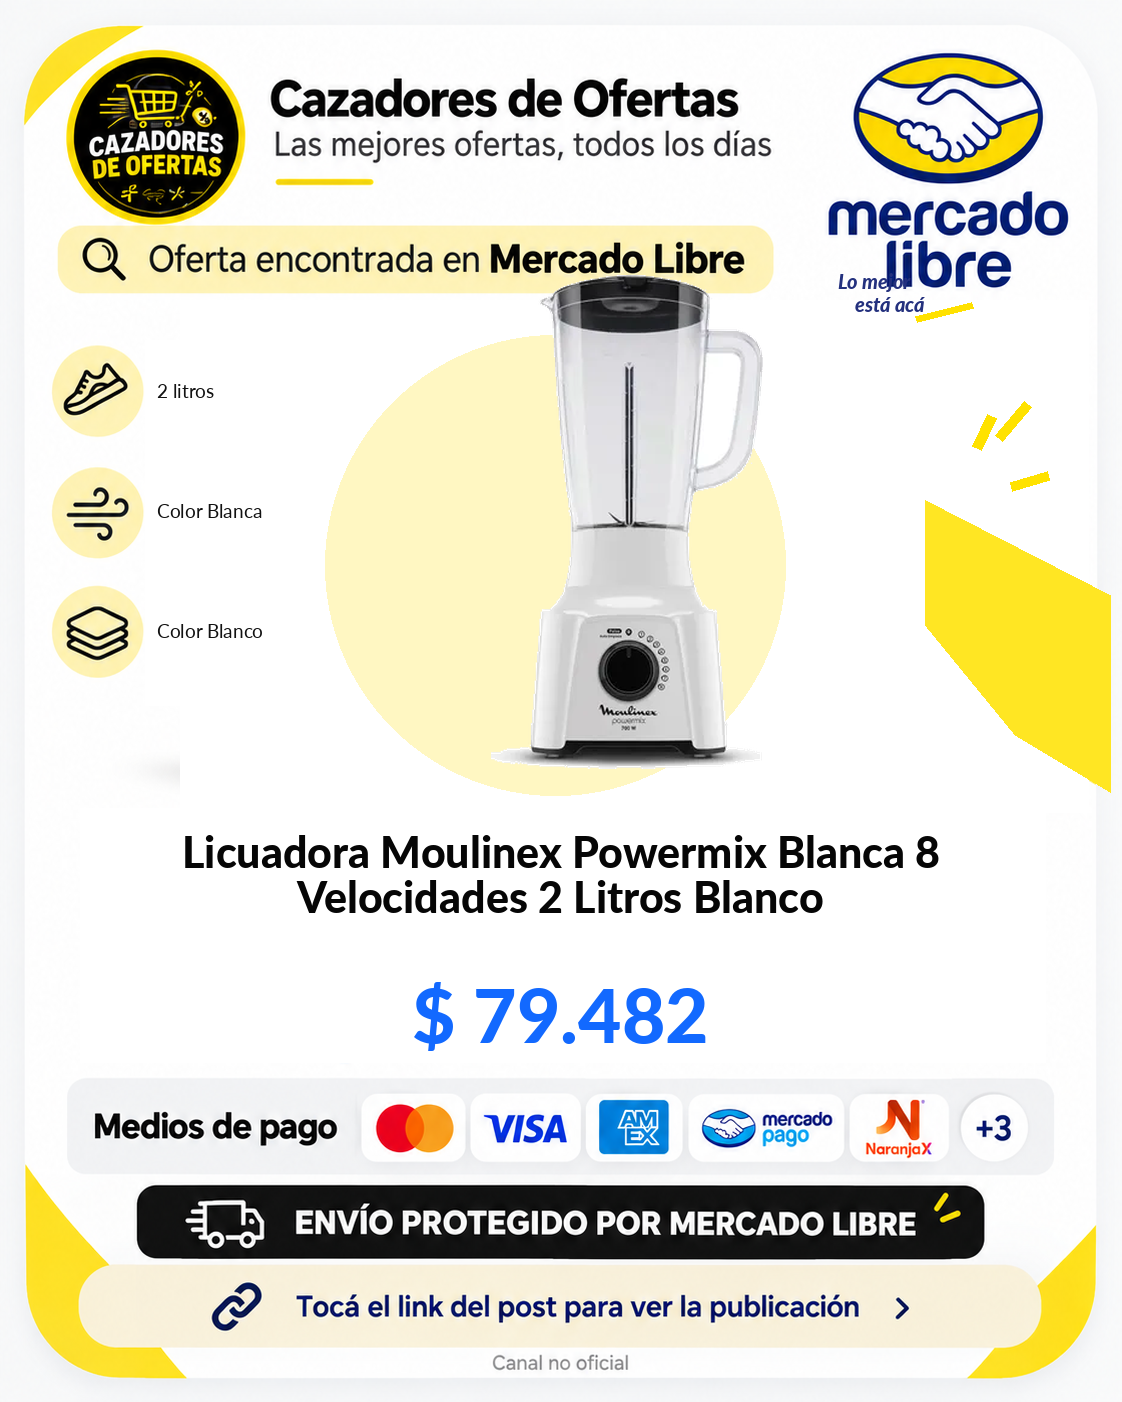 CAZADORES
DE OFERTAS
Cazadores de Ofertas
Las mejores ofertas, todos los días
mercado
libre
Lo mejor
está acá
Oferta encontrada en Mercado Libre
2 litros
Color Blanca
Color Blanco
Moulinex
powermix
700 W
Licuadora Moulinex Powermix Blanca 8
Velocidades 2 Litros Blanco
$ 79.482
Medios de pago
VISA
AM
EX
mercado
pago
NaranjaX
+3
ENVÍO PROTEGIDO POR MERCADO LIBRE
Tocá el link del post para ver la publicación
Canal no oficial